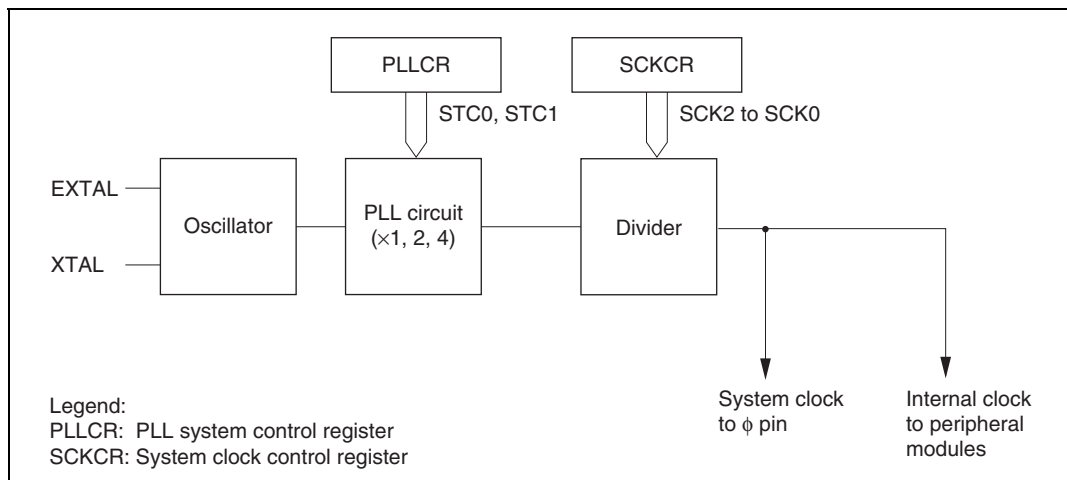 PLLCR
SCKCR
STC0, STC1
SCK2 to SCK0
EXTAL
XTAL
Oscillator
PLL circuit
(×1, 2, 4)
Divider
System clock
to ϕ pin
Internal clock
to peripheral
modules
Legend:
PLLCR: PLL system control register
SCKCR: System clock control register